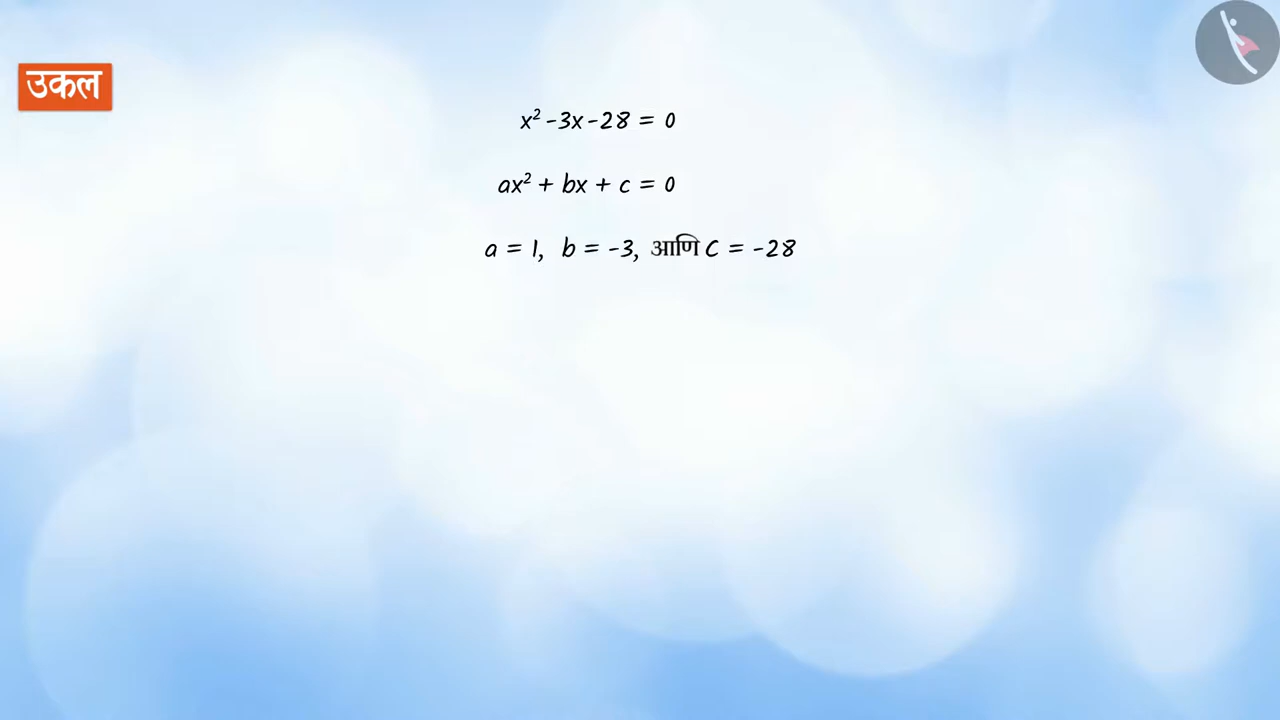 उकल
x² -3x-28 = 0
ax² + bx + c = 0
a = 1, b = -3, आणि C = -28